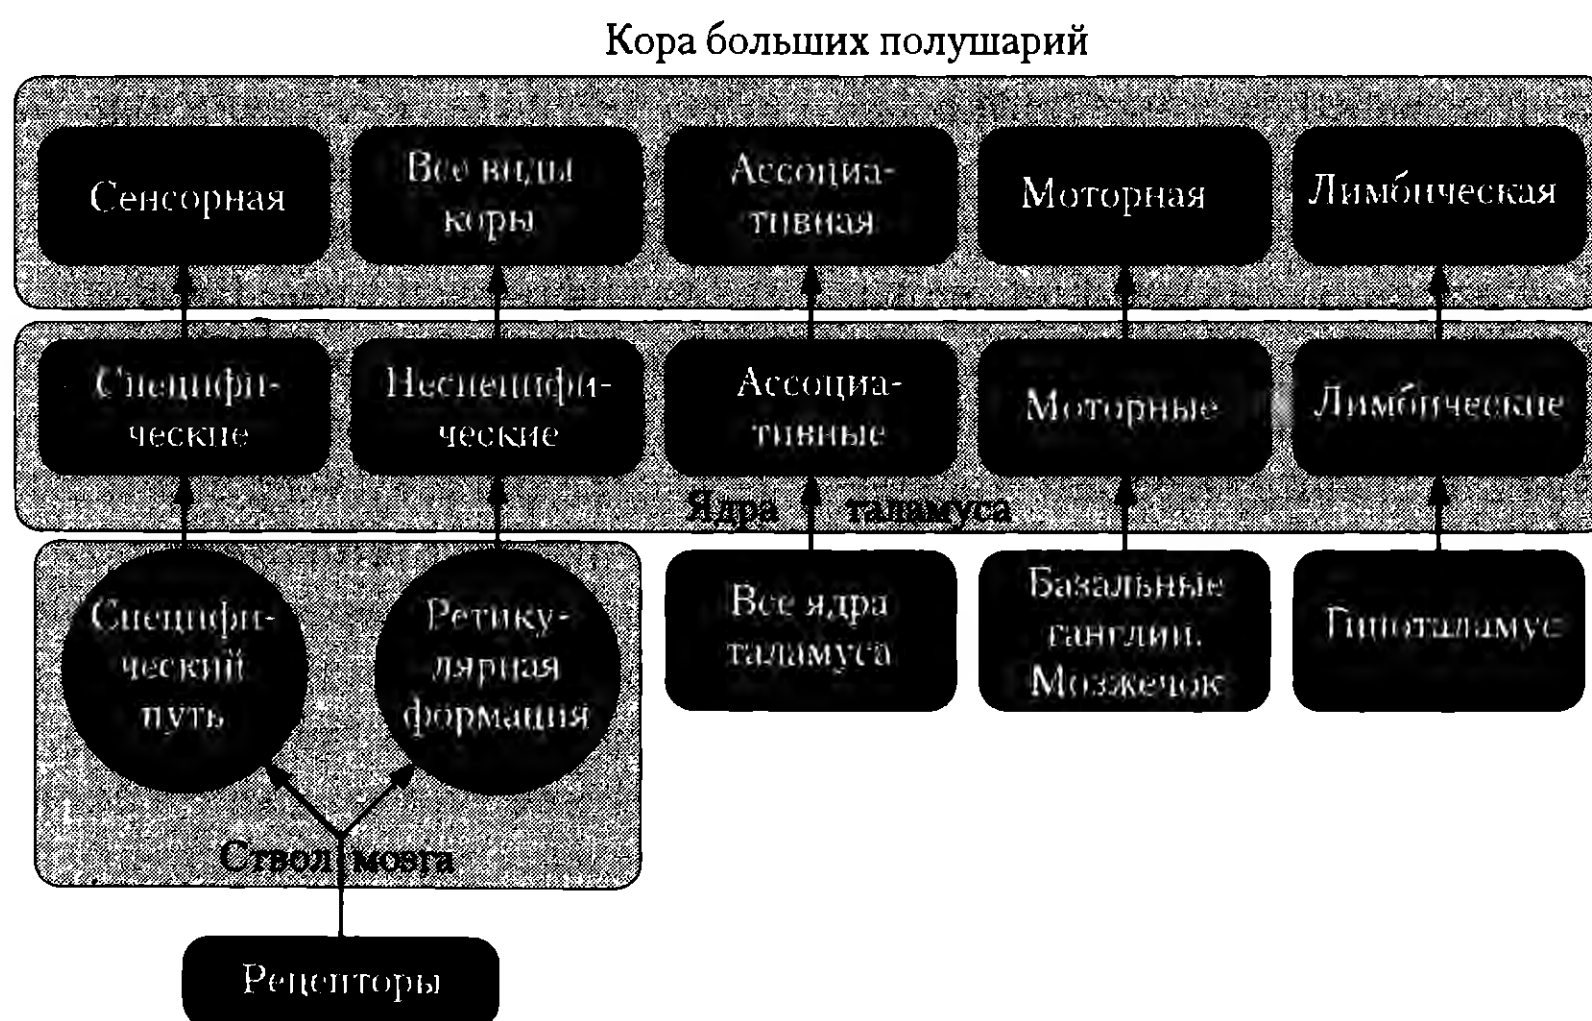 Кора больших полушарий
Сенсорная
Все виды
коры
Ассоциа-
тивная
Моторная
Лимбическая
Специфи-
ческие
Неспецифи-
ческие
Ассоциа-
тивные
Моторные
Лимбические
Ядра таламуса
Специфи-
ческий
путь
Ретику-
лярная
формация
Все ядра
таламуса
Базальные
ганглии.
Мозжечок
Гипоталамус
Ствол мозга
Рецепторы